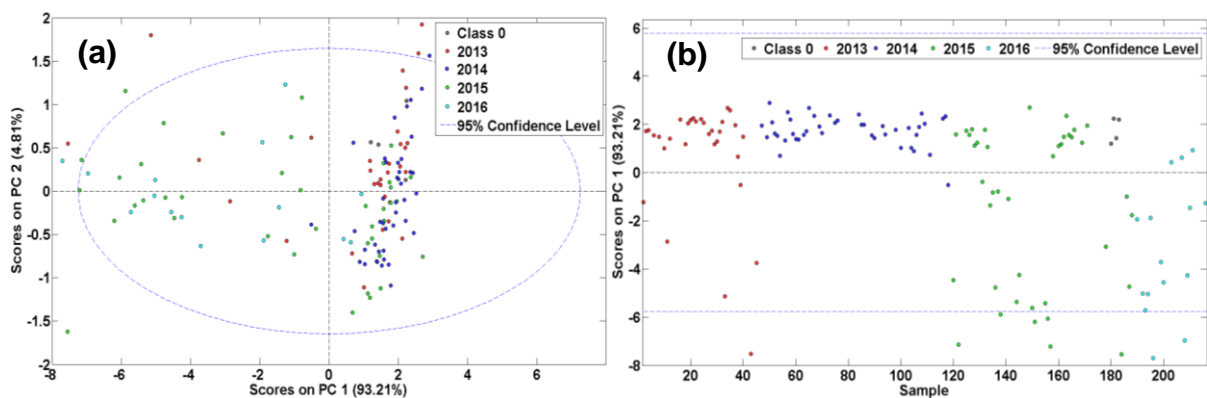 (a)
Class 0
2013
2014
2015
2016
95% Confidence Level
2
1.5
1
0.5
0
-0.5
-1
-1.5
-2
Scores on PC 2 (4.81%)
-8
-6
-4
-2
0
2
4
6
Scores on PC 1 (93.21%)
(b)
Class 0 2013 2014 2015 2016 95% Confidence Level
6
4
2
0
-2
-4
-6
-8
Scores on PC 1 (93.21%)
20 40 60 80 100 120 140 160 180 200
Sample